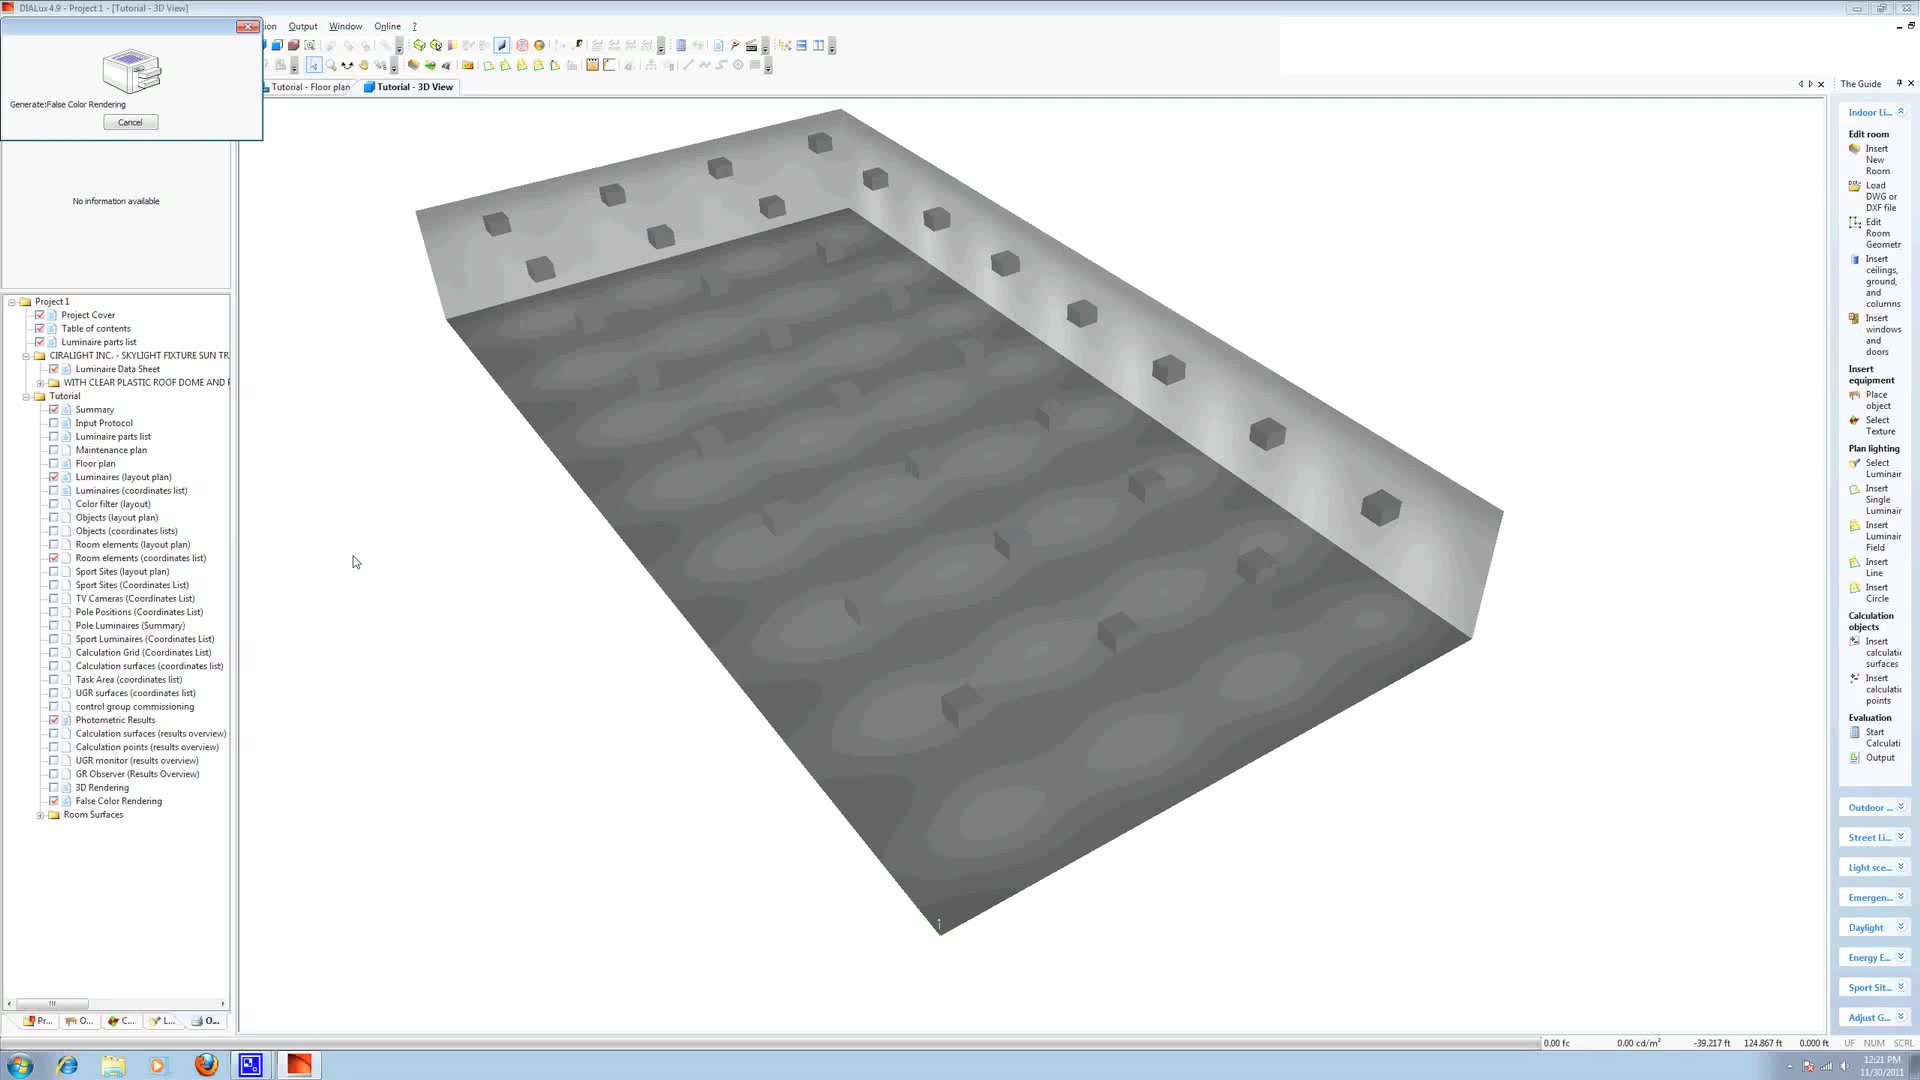 DIALux 4.9 - Project 1 - [Tutorial - 3D View]
Output Window Online ?
Generate:False Color Rendering
Cancel
Tutorial - Floor plan
Tutorial - 3D View
No information available
Project 1
Project Cover
Table of contents
Luminaire parts list
CIRALIGHT INC. - SKYLIGHT FIXTURE SUN TR
Luminaire Data Sheet
WITH CLEAR PLASTIC ROOF DOME AND
Tutorial
Summary
Input Protocol
Luminaire parts list
Maintenance plan
Floor plan
Luminaires (layout plan)
Luminaires (coordinates list)
Color filter (layout)
Objects (layout plan)
Objects (coordinates lists)
Room elements (layout plan)
Room elements (coordinates list)
Sport Sites (layout plan)
Sport Sites (Coordinates List)
TV Cameras (Coordinates List)
Pole Positions (Coordinates List)
Pole Luminaires (Summary)
Sport Luminaires (Coordinates List)
Calculation Grid (Coordinates List)
Calculation surfaces (coordinates list)
Task Area (coordinates list)
UGR surfaces (coordinates list)
control group commissioning
Photometric Results
Calculation surfaces (results overview)
Calculation points (results overview)
UGR monitor (results overview)
GR Observer (Results Overview)
3D Rendering
False Color Rendering
Room Surfaces
Pr... O... C... L... O...
The Guide
Indoor Li...
Edit room
Insert
New
Room
Load
DWG or
DXF file
Edit
Room
Geometr
Insert
ceilings,
ground,
and
columns
Insert
windows
and
doors
Insert
equipment
Place
object
Select
Texture
Plan lighting
Select
Luminair
Insert
Single
Luminair
Insert
Luminair
Field
Insert
Line
Insert
Circle
Calculation
objects
Insert
calculatic
surfaces
Insert
calculatic
points
Evaluation
Start
Calculati
Output
Outdoor ...
Street Li...
Light sce...
Emergen...
Daylight
Energy E...
Sport Sit...
Adjust G...
0.00 fc 0.00 cd/m² -39.217 ft 124.867 ft 0.000 ft UF NUM SCRL
12:21 PM
11/30/2011